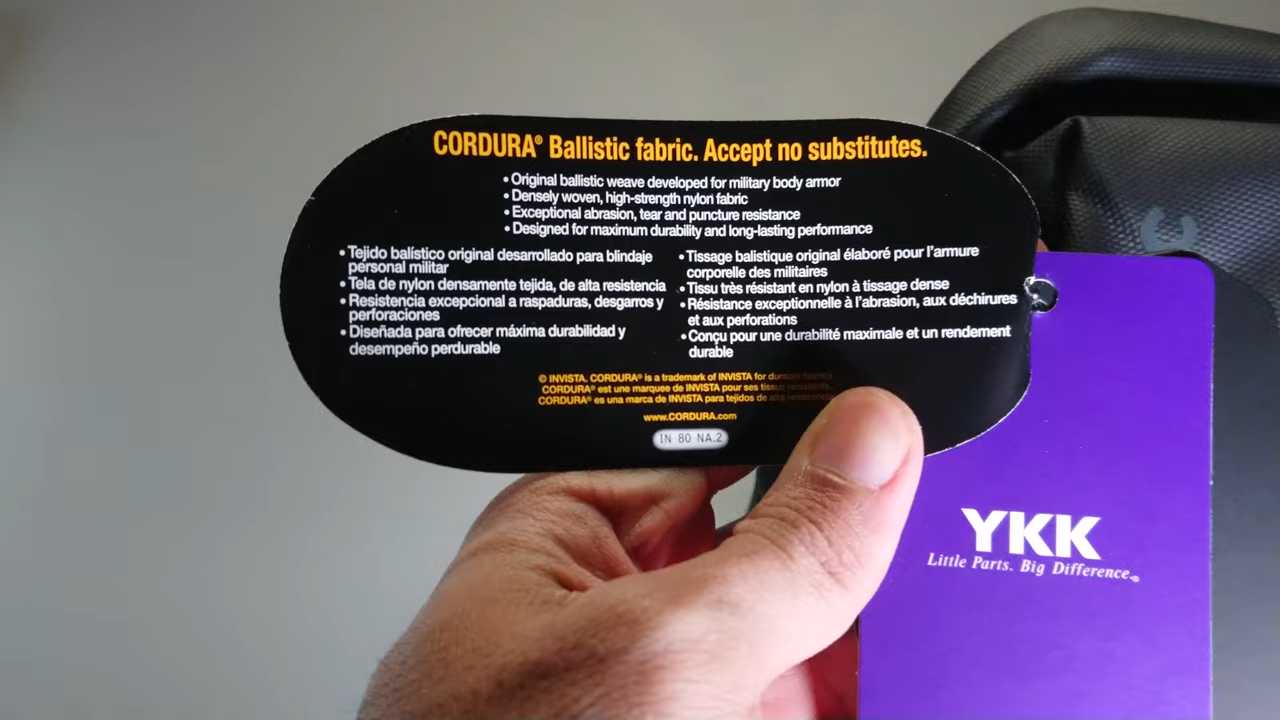 CORDURA® Ballistic fabric. Accept no substitutes.
• Original ballistic weave developed for military body armor
• Densely woven, high-strength nylon fabric
• Exceptional abrasion, tear and puncture resistance
• Designed for maximum durability and long-lasting performance
• Tejido balístico original desarrollado para blindaje
personal militar
• Tela de nylon densamente tejida, de alta resistencia
• Resistencia excepcional a raspaduras, desgarros y
perforaciones
• Diseñada para ofrecer máxima durabilidad y
desempeño perdurable
• Tissage balistique original élaboré pour l'armure
corporelle des militaires
• Tissu très résistant en nylon à tissage dense
• Résistance exceptionnelle à l'abrasion, aux déchirures
et aux perforations
• Conçu pour une durabilité maximale et un rendement
durable
© INVISTA. CORDURA® is a trademark of INVISTA for durable fabrics
CORDURA® est une marquee de INVISTA pour ses tissus résistants.
CORDURA® es una marca de INVISTA para tejidos de alta resistencia
www.CORDURA.com
IN 80 NA.2
YKK
Little Parts. Big Difference.